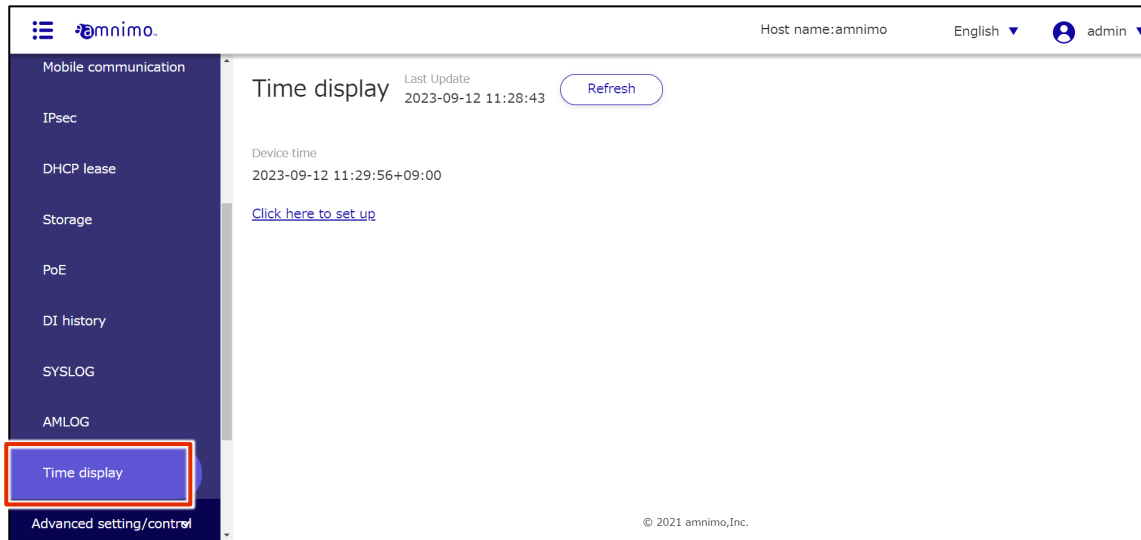 amnimo
Host name:amnimo
English
admin
Mobile communication
IPsec
DHCP lease
Storage
PoE
DI history
SYSLOG
AMLOG
Time display
Advanced setting/control
Time display
Last Update
2023-09-12 11:28:43
Refresh
Device time
2023-09-12 11:29:56+09:00
Click here to set up
© 2021 amnimo,Inc.